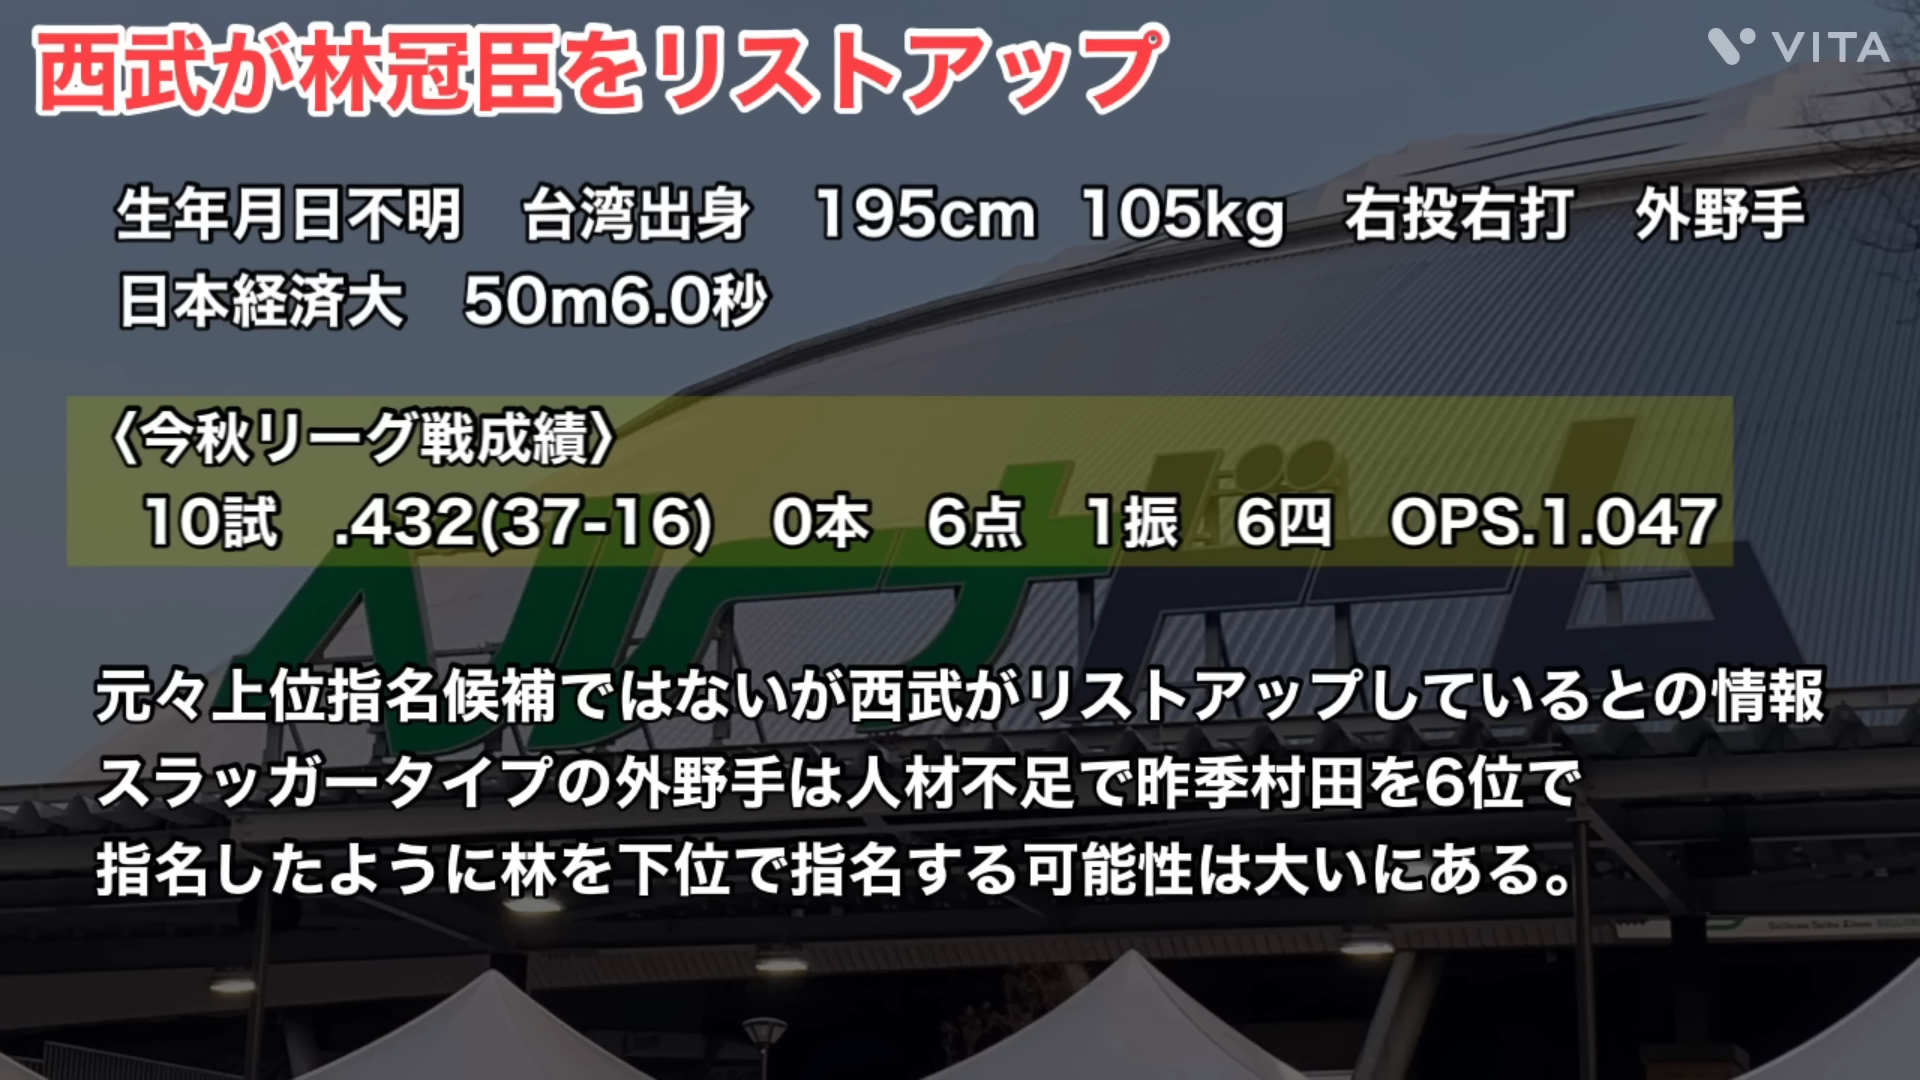 西武が林冠臣をリストアップ
VITA
生年月日不明　台湾出身　195cm　105kg　右投右打　外野手
日本経済大　50m6.0秒
〈今秋リーグ戦成績〉
10試　.432(37-16)　0本　6点　1振　6四　OPS.1.047
ベルーナドーム
元々上位指名候補ではないが西武がリストアップしているとの情報
スラッガータイプの外野手は人材不足で昨季村田を6位で
指名したように林を下位で指名する可能性は大いにある。